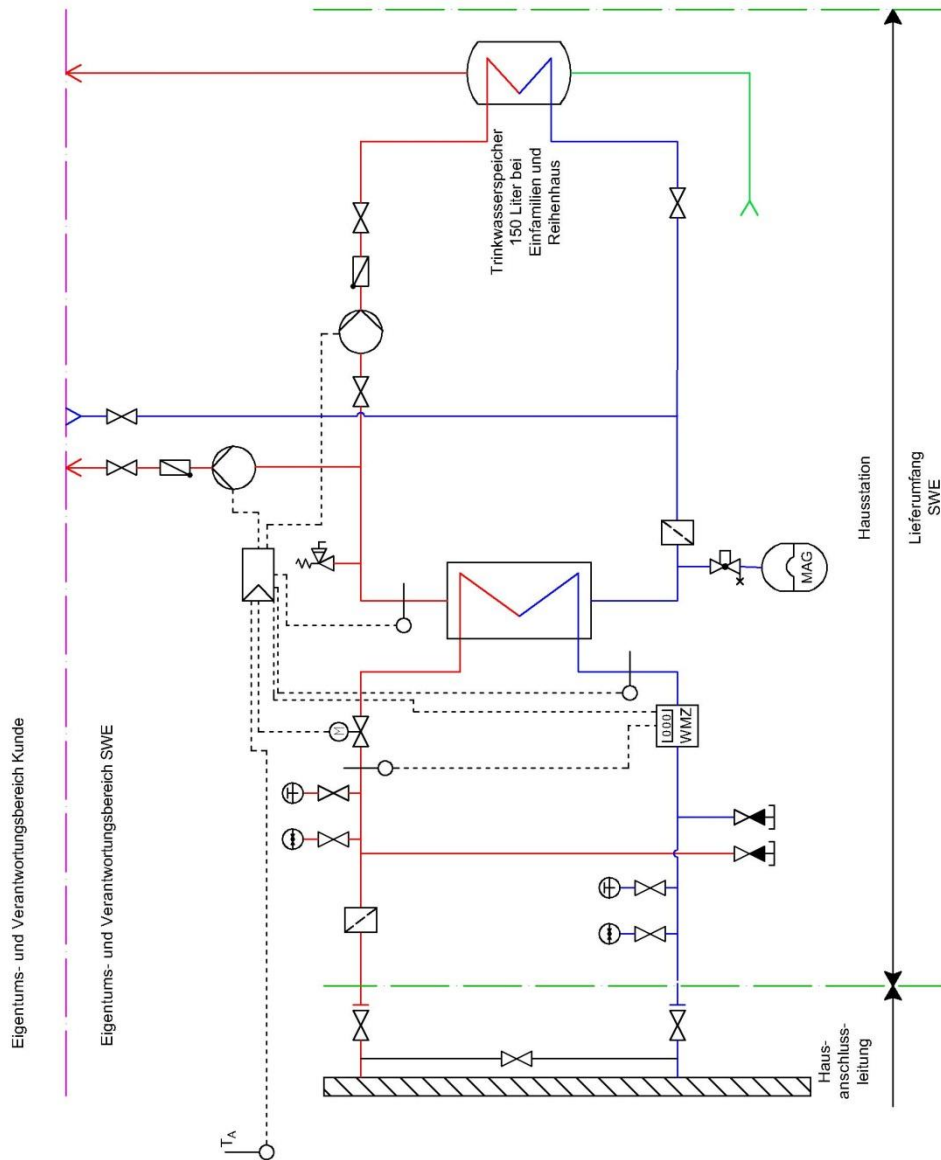 Eigentums- und Verantwortungsbereich Kunde
Eigentums- und Verantwortungsbereich SWE
Trinkwasserspeicher
150 Liter bei
Einfamilien und
Reihenhaus
M
MAG
000
WMZ
T
T
TA
Haus-
anschluss-
leitung
Hausstation
Lieferumfang
SWE